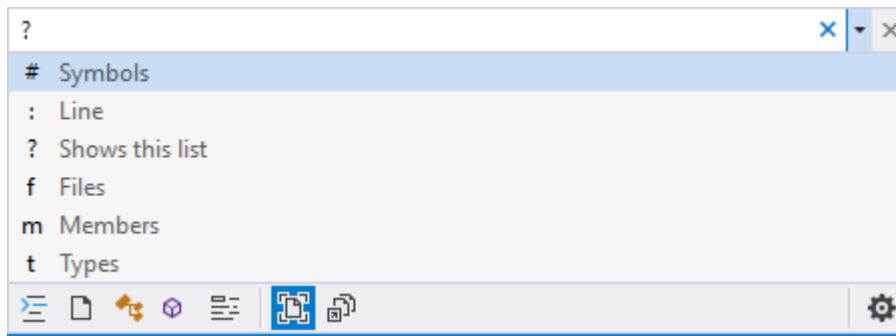 ?
# Symbols
: Line
? Shows this list
f Files
m Members
t Types